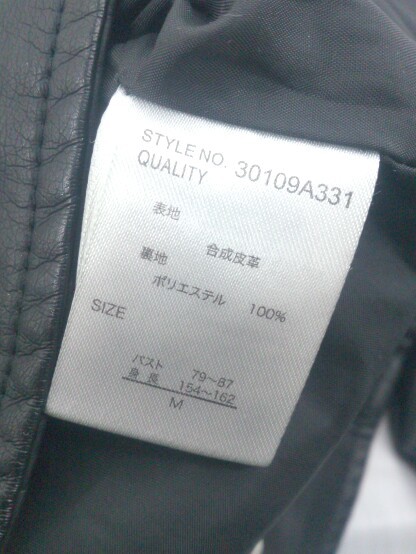 STYLE NO. 30109A331
QUALITY
表地
合成皮革
裏地
ポリエステル 100%
SIZE
バスト 79~87
身長 154~162
M